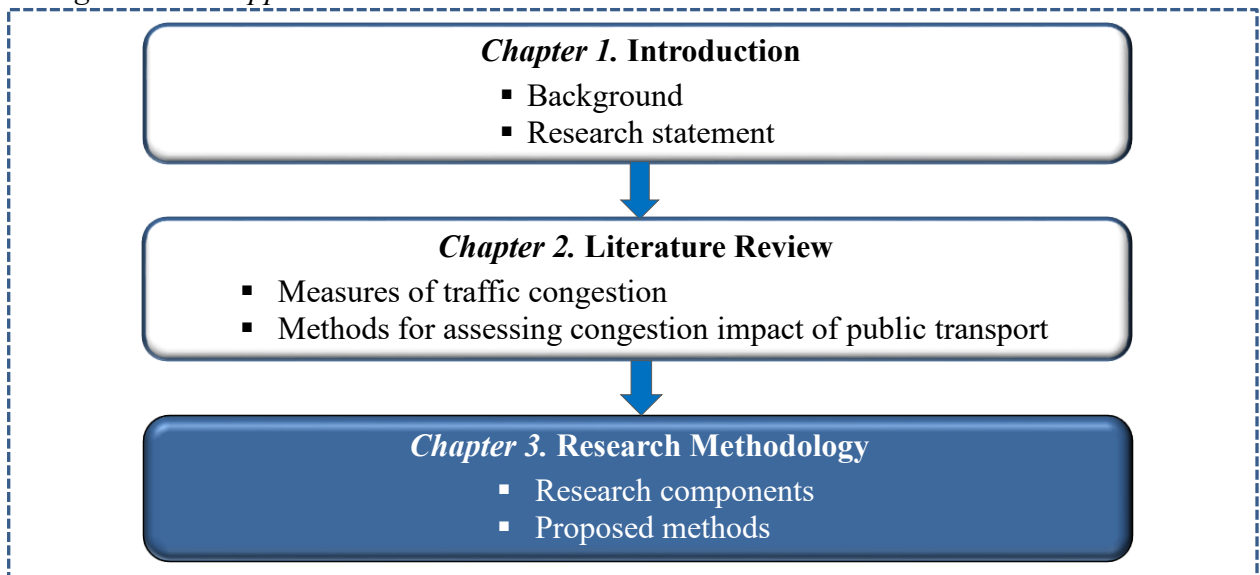 Chapter 1. Introduction
▪ Background
▪ Research statement
Chapter 2. Literature Review
▪ Measures of traffic congestion
▪ Methods for assessing congestion impact of public transport
Chapter 3. Research Methodology
▪ Research components
▪ Proposed methods